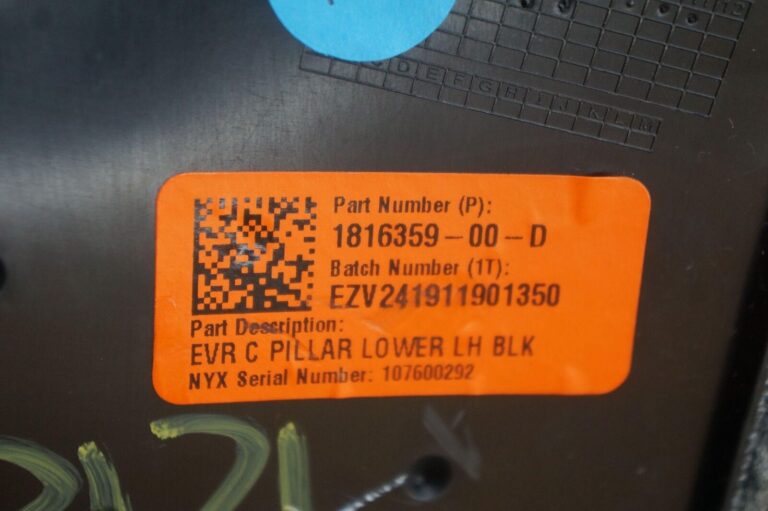 Part Number (P):
1816359-00-D
Batch Number (1T):
EZV241911901350
Part Description:
EVR C PILLAR LOWER LH BLK
NYX Serial Number: 107600292